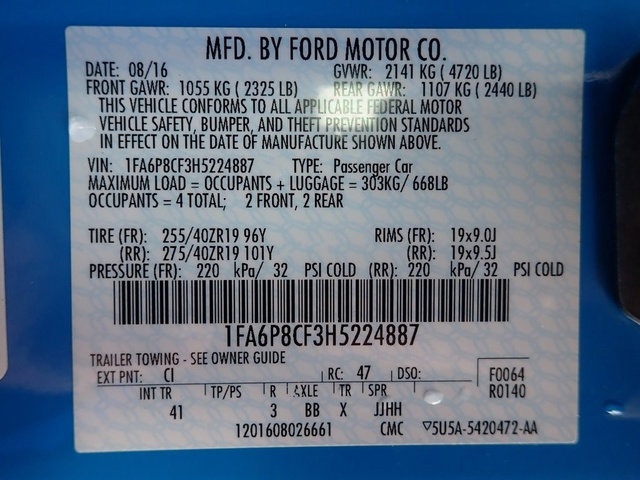 MFD. BY FORD MOTOR CO.
DATE: 08/16 GVWR: 2141 KG ( 4720 LB)
FRONT GAWR: 1055 KG ( 2325 LB) REAR GAWR: 1107 KG ( 2440 LB)
THIS VEHICLE CONFORMS TO ALL APPLICABLE FEDERAL MOTOR
VEHICLE SAFETY, BUMPER, AND THEFT PREVENTION STANDARDS
IN EFFECT ON THE DATE OF MANUFACTURE SHOWN ABOVE.
VIN: 1FA6P8CF3H5224887 TYPE: Passenger Car
MAXIMUM LOAD = OCCUPANTS + LUGGAGE = 303KG/ 668LB
OCCUPANTS = 4 TOTAL; 2 FRONT, 2 REAR
TIRE (FR): 255/40ZR19 96Y RIMS (FR): 19x9.0J
(RR): 275/40ZR19 101Y (RR): 19x9.5J
PRESSURE (FR): 220 kPa/ 32 PSI COLD (RR): 220 kPa/ 32 PSI COLD
1FA6P8CF3H5224887
TRAILER TOWING - SEE OWNER GUIDE
EXT PNT: CI RC: 47 DSO: F0064
INT TR TP/PS R AXLE TR SPR R0140
41 3 BB X JJHH
1201608026661 CMC ▽5U5A-5420472-AA